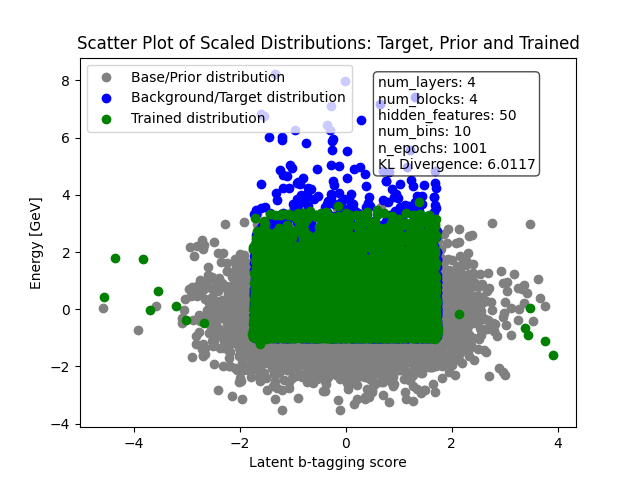 Scatter Plot of Scaled Distributions: Target, Prior and Trained
Base/Prior distribution
Background/Target distribution
Trained distribution
num_layers: 4
num_blocks: 4
hidden_features: 50
num_bins: 10
n_epochs: 1001
KL Divergence: 6.0117
Energy [GeV]
8
6
4
2
0
−2
−4
−4
−2
0
2
4
Latent b-tagging score